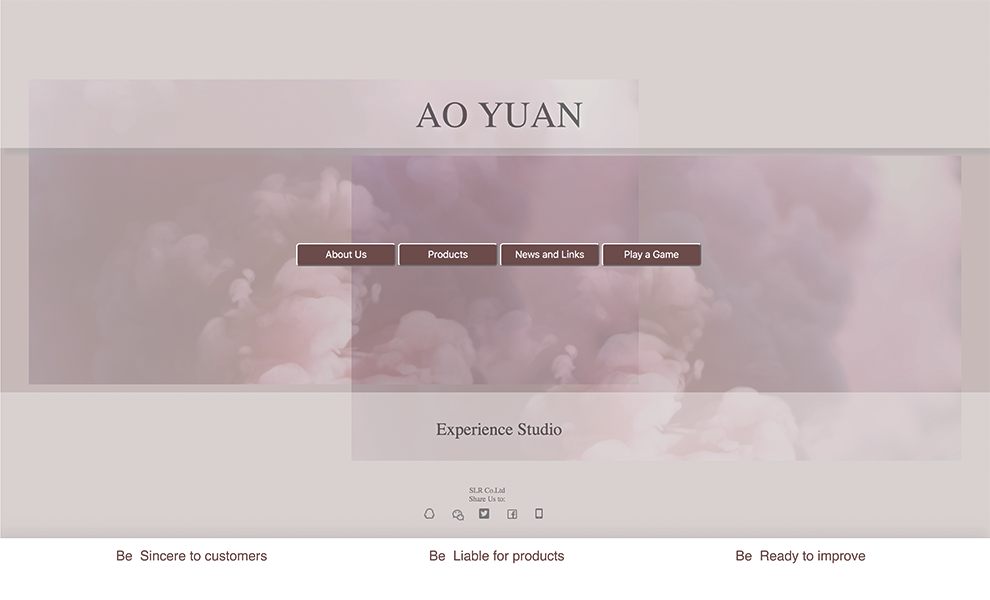 AO YUAN
About Us
Products
News and Links
Play a Game
Experience Studio
SLR Co.Ltd
Share Us to:
Be  Sincere to customers
Be  Liable for products
Be  Ready to improve